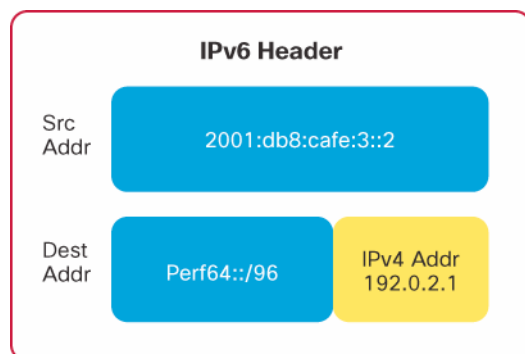 IPv6 Header
Src
Addr
2001:db8:cafe:3::2
Dest
Addr
Perf64::/96
IPv4 Addr
192.0.2.1